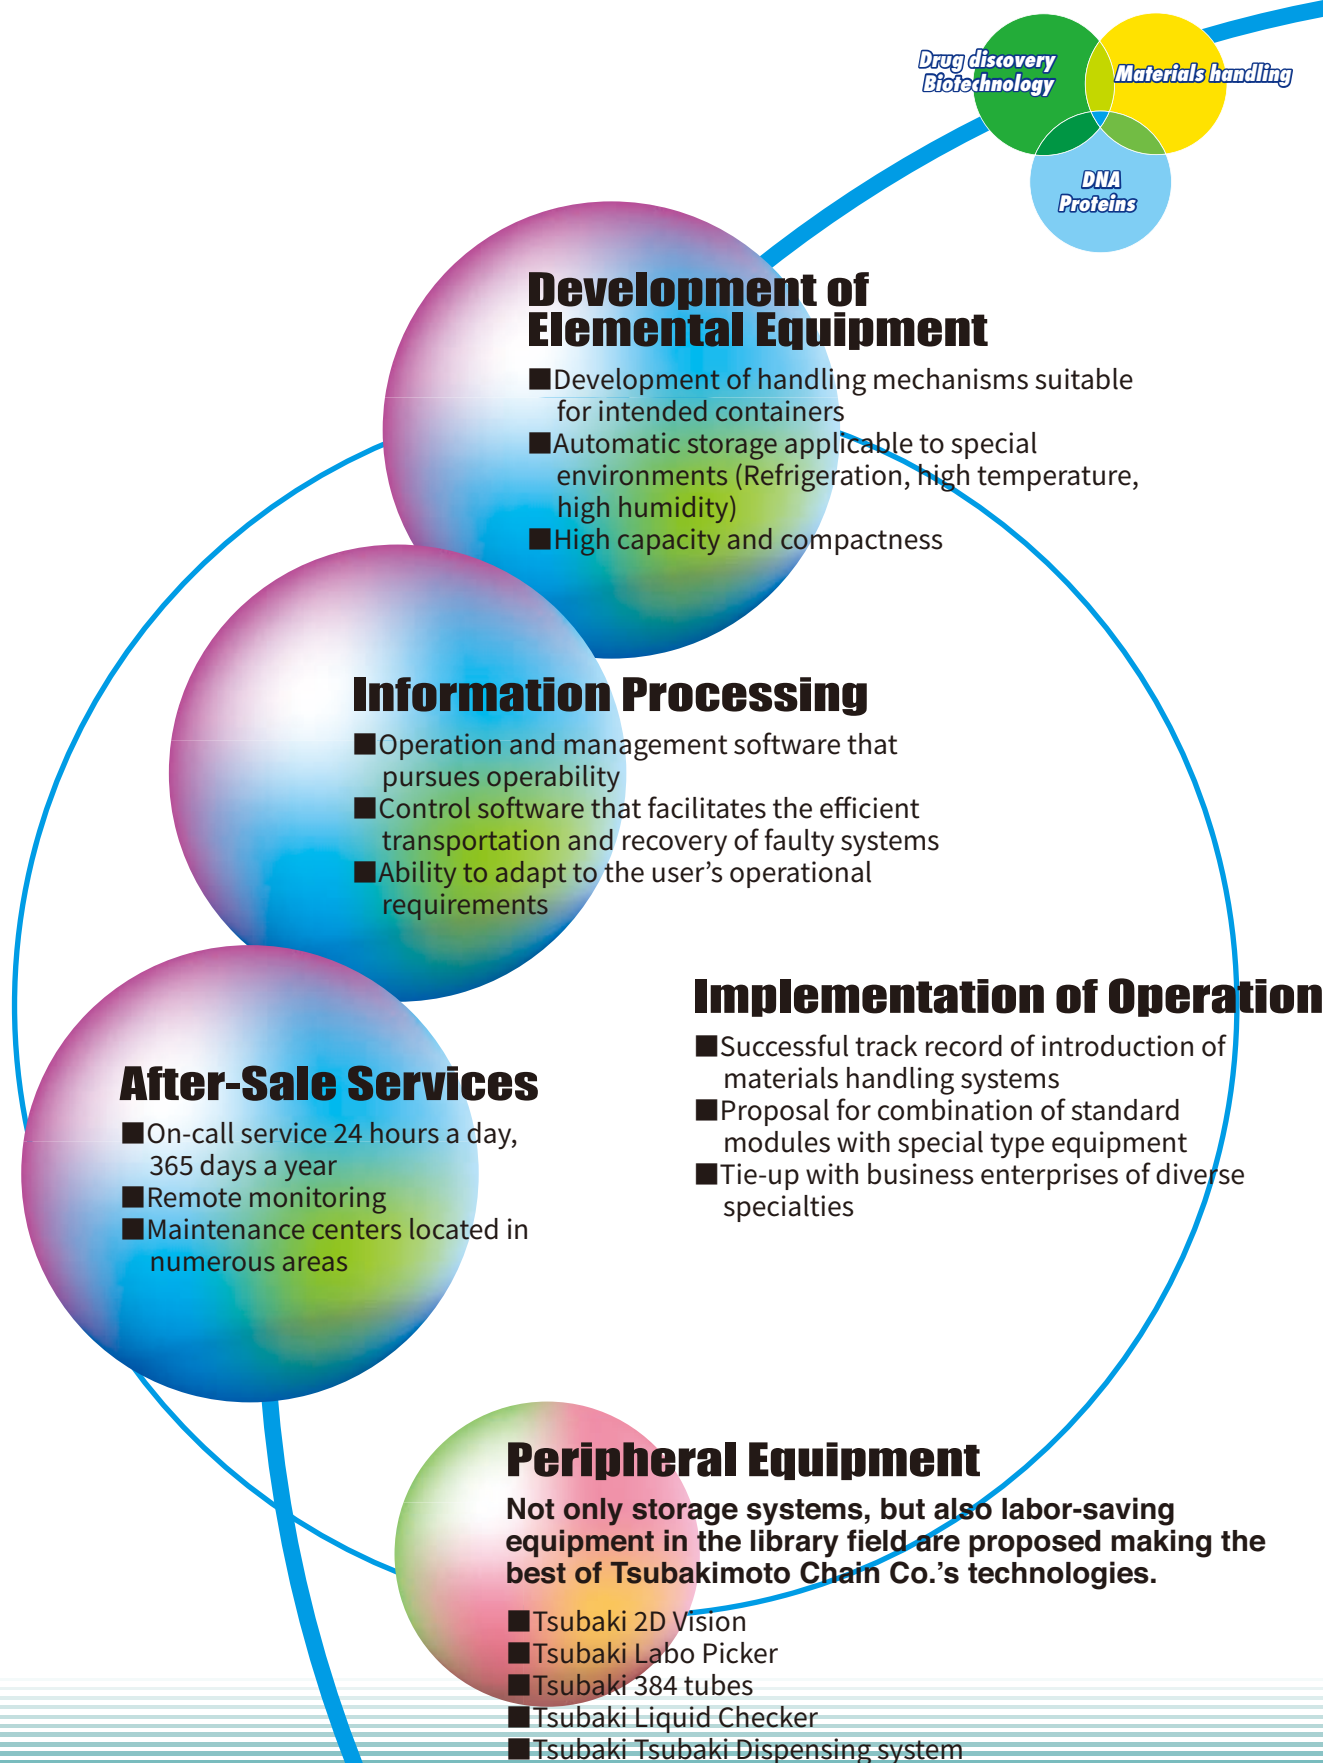 Drug discovery
Biotechnology
Materials handling
DNA
Proteins
Development of
Elemental Equipment
■Development of handling mechanisms suitable
for intended containers
■Automatic storage applicable to special
environments (Refrigeration, high temperature,
high humidity)
■High capacity and compactness
Information Processing
■Operation and management software that
pursues operability
■Control software that facilitates the efficient
transportation and recovery of faulty systems
■Ability to adapt to the user’s operational
requirements
Implementation of Operation
■Successful track record of introduction of
materials handling systems
■Proposal for combination of standard
modules with special type equipment
■Tie-up with business enterprises of diverse
specialties
After-Sale Services
■On-call service 24 hours a day,
365 days a year
■Remote monitoring
■Maintenance centers located in
numerous areas
Peripheral Equipment
Not only storage systems, but also labor-saving
equipment in the library field are proposed making the
best of Tsubakimoto Chain Co.’s technologies.
■Tsubaki 2D Vision
■Tsubaki Labo Picker
■Tsubaki 384 tubes
■Tsubaki Liquid Checker
■Tsubaki Tsubaki Dispensing system